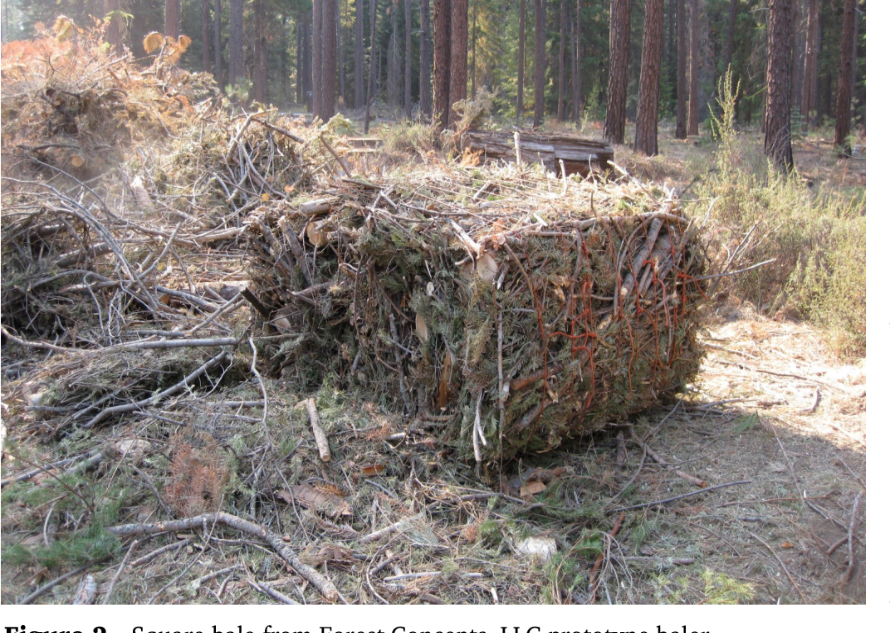 Figure 2. Square bale from Forest Concepts, LLC prototype baler.